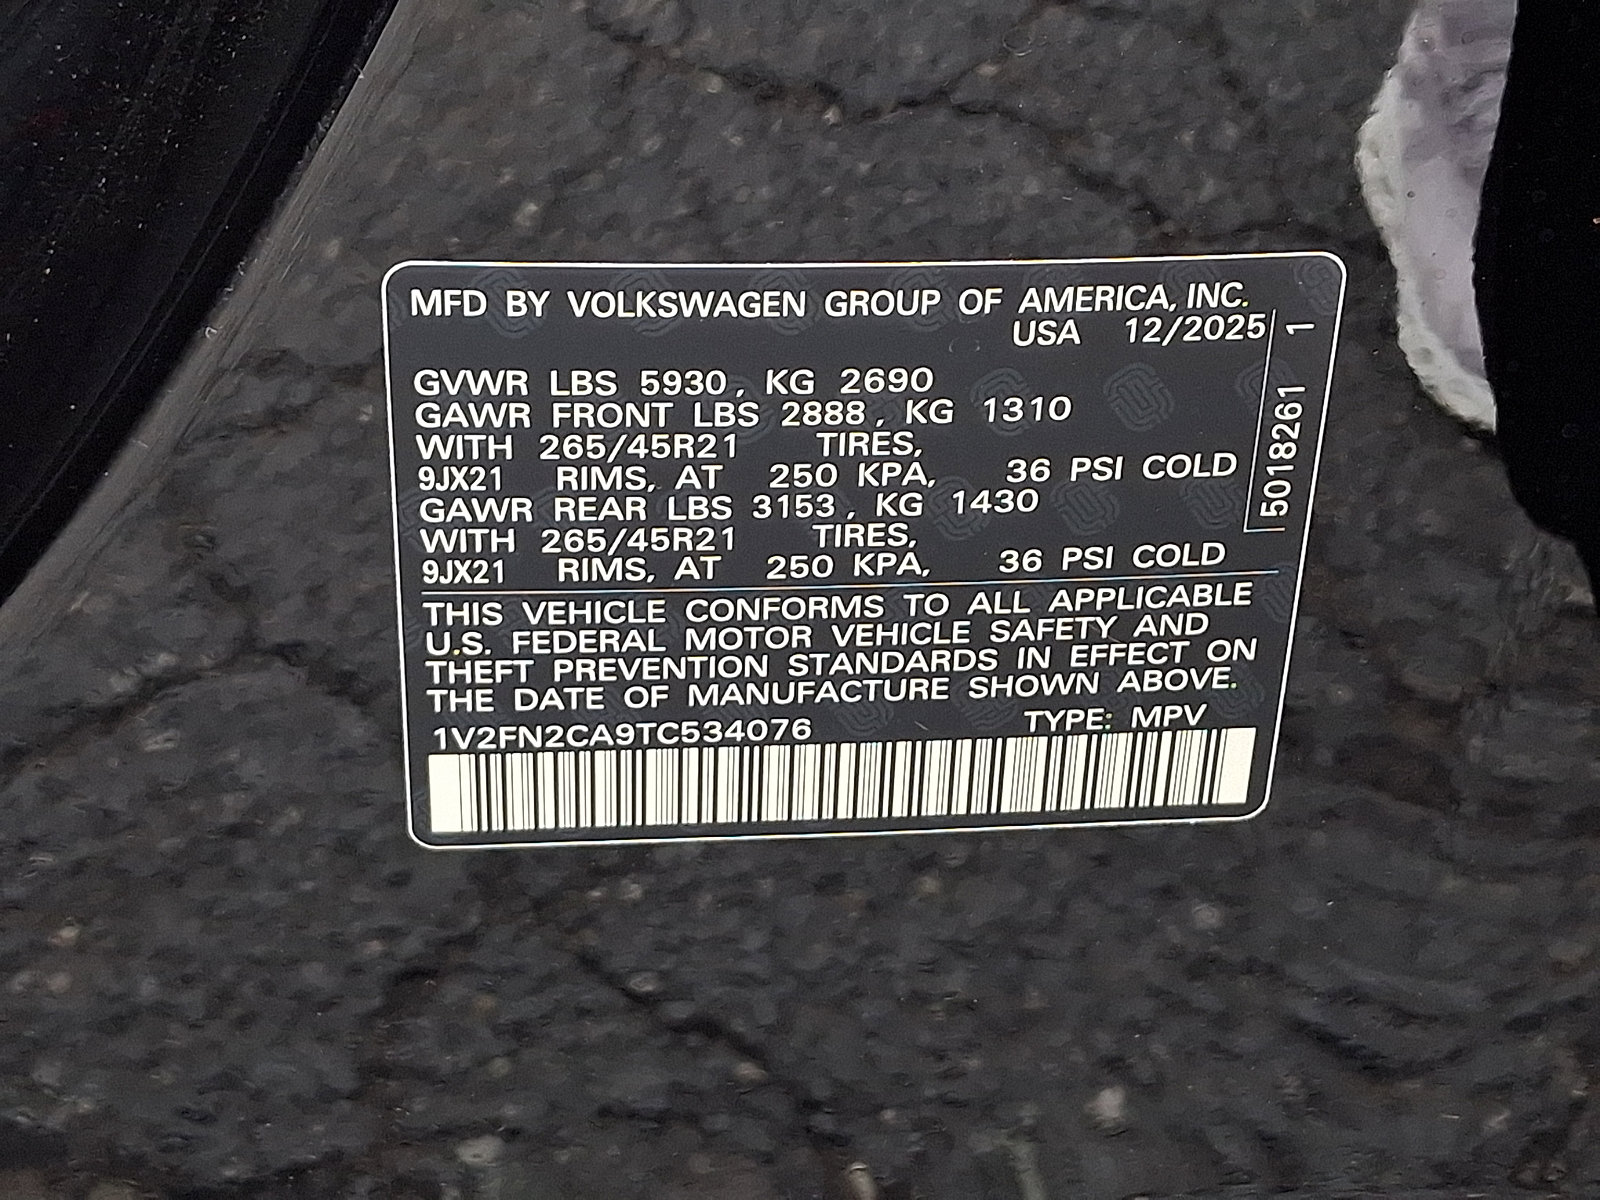 MFD BY VOLKSWAGEN GROUP OF AMERICA, INC.
USA 12/2025
GVWR LBS 5930, KG 2690
GAWR FRONT LBS 2888, KG 1310
WITH 265/45R21 TIRES,
9JX21 RIMS, AT 250 KPA, 36 PSI COLD
GAWR REAR LBS 3153, KG 1430
WITH 265/45R21 TIRES,
9JX21 RIMS, AT 250 KPA, 36 PSI COLD
THIS VEHICLE CONFORMS TO ALL APPLICABLE
U.S. FEDERAL MOTOR VEHICLE SAFETY AND
THEFT PREVENTION STANDARDS IN EFFECT ON
THE DATE OF MANUFACTURE SHOWN ABOVE.
1V2FN2CA9TC534076 TYPE: MPV
5018261 1